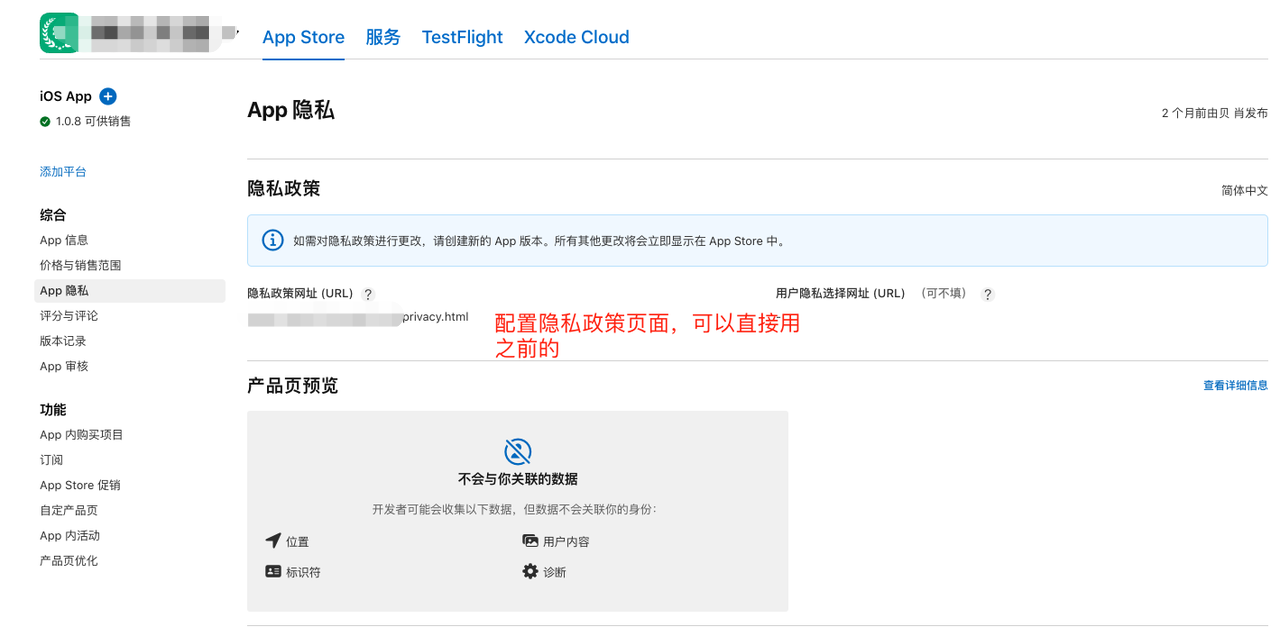 App Store 服务 TestFlight Xcode Cloud
iOS App
1.0.8 可供销售
添加平台
综合
App 信息
价格与销售范围
App 隐私
评分与评论
版本记录
App 审核
功能
App 内购买项目
订阅
App Store 促销
自定产品页
App 内活动
产品页优化
App 隐私
2 个月前由贝 肖发布
隐私政策
简体中文
如需对隐私政策进行更改，请创建新的 App 版本。所有其他更改将会立即显示在 App Store 中。
隐私政策网址 (URL) ?
用户隐私选择网址 (URL) （可不填） ?
privacy.html
配置隐私政策页面，可以直接用
之前的
产品页预览
查看详细信息
不会与你关联的数据
开发者可能会收集以下数据，但数据不会关联你的身份：
位置
用户内容
标识符
诊断